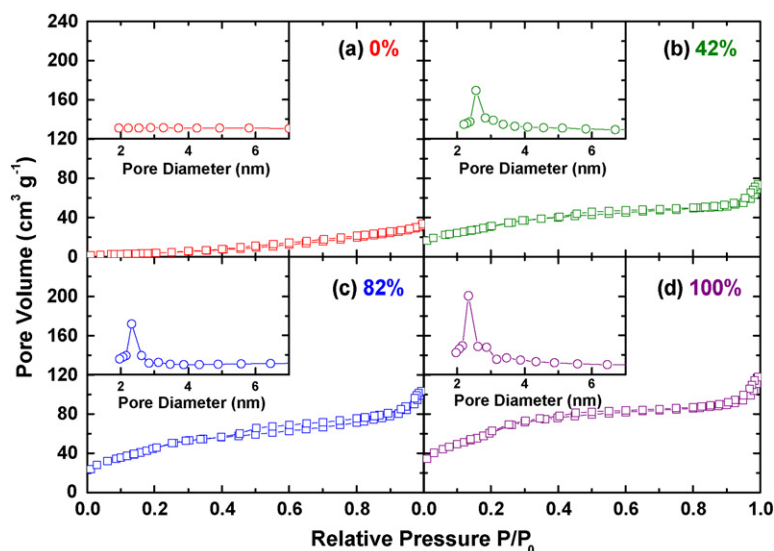 Pore Volume (cm³ g⁻¹)
240
200
160
120
80
40
0
(a) 0%
2 4 6
Pore Diameter (nm)
(b) 42%
2 4 6
Pore Diameter (nm)
200
160
120
80
40
0
(c) 82%
2 4 6
Pore Diameter (nm)
(d) 100%
2 4 6
Pore Diameter (nm)
0.0 0.2 0.4 0.6 0.8 0.0 0.2 0.4 0.6 0.8 1.0
Relative Pressure P/P₀